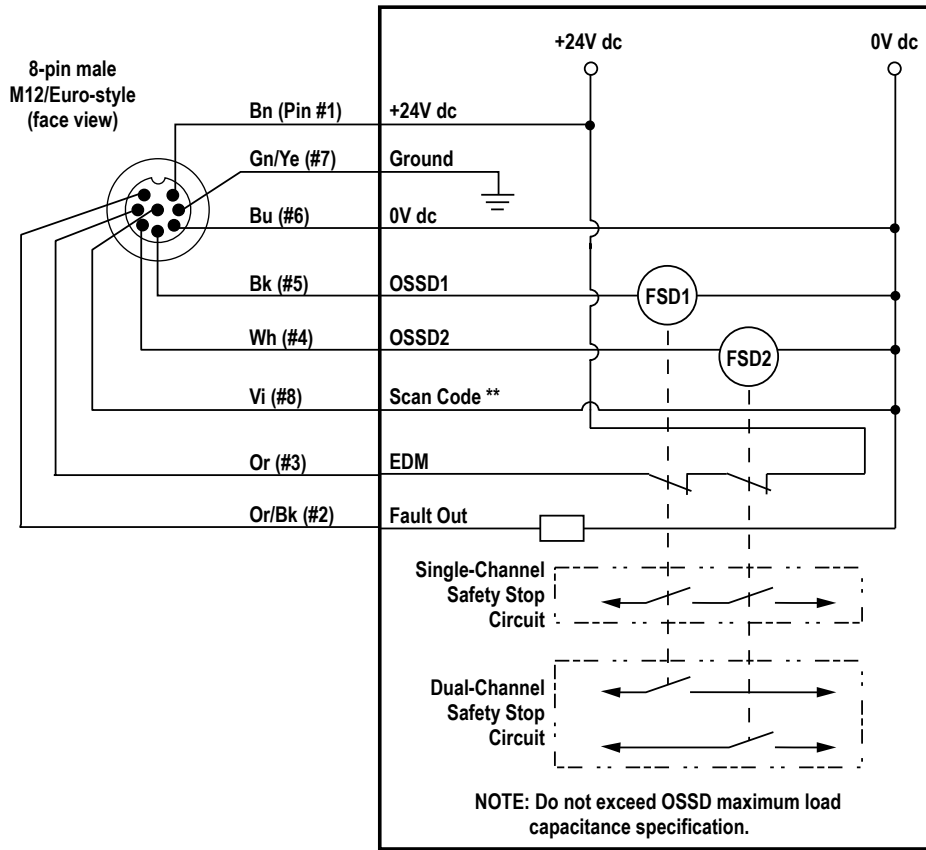 +24V dc
0V dc
8-pin male
M12/Euro-style
(face view)
Bn (Pin #1)
+24V dc
Gn/Ye (#7)
Ground
Bu (#6)
0V dc
Bk (#5)
OSSD1
FSD1
Wh (#4)
OSSD2
FSD2
Vi (#8)
Scan Code **
Or (#3)
EDM
Or/Bk (#2)
Fault Out
Single-Channel
Safety Stop
Circuit
Dual-Channel
Safety Stop
Circuit
NOTE: Do not exceed OSSD maximum load
capacitance specification.